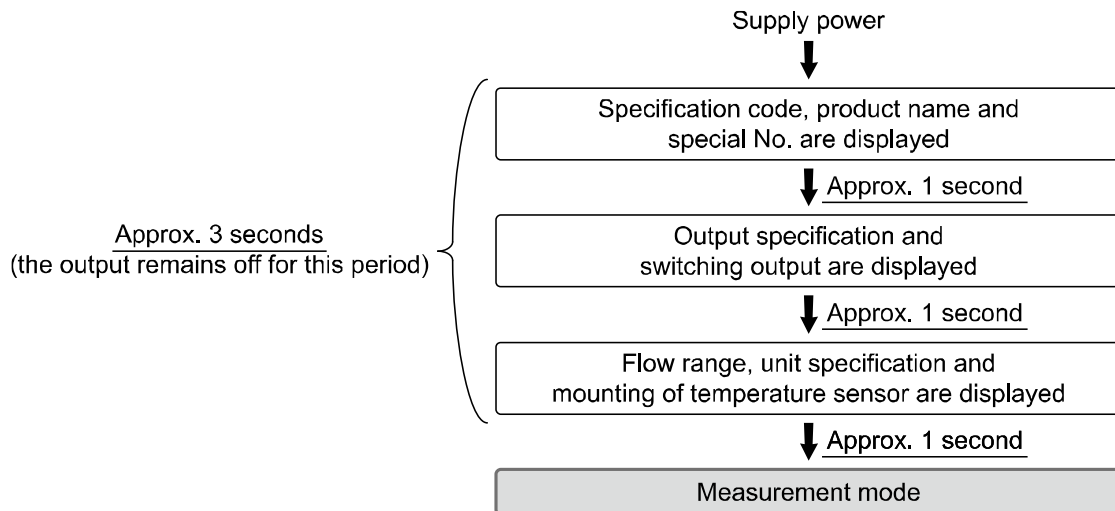 Supply power
Specification code, product name and
special No. are displayed
Approx. 1 second
Approx. 3 seconds
(the output remains off for this period)
Output specification and
switching output are displayed
Approx. 1 second
Flow range, unit specification and
mounting of temperature sensor are displayed
Approx. 1 second
Measurement mode